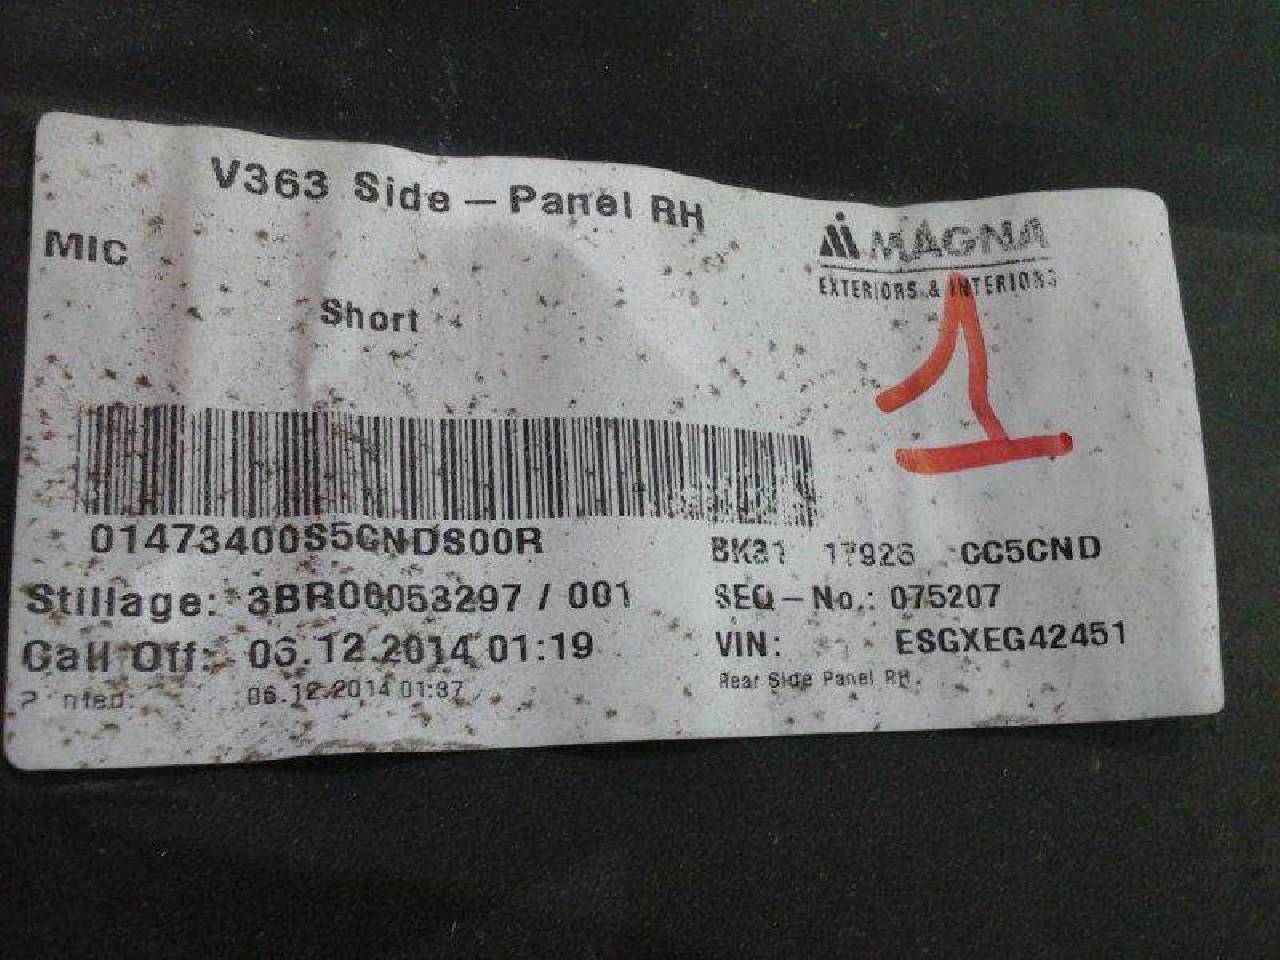 V363 Side - Panel RH
MIC
MAGNA
EXTERIORS & INTERIORS
Short
1
01473400S5CNDS00R
BK31 17926 CC5CND
Stillage: 3BR00053297 / 001
SEQ-No.: 075207
Call Off: 06.12.2014 01:19
VIN: ESGXEG42451
06.12.2014 01:37
Rear Side Panel RH